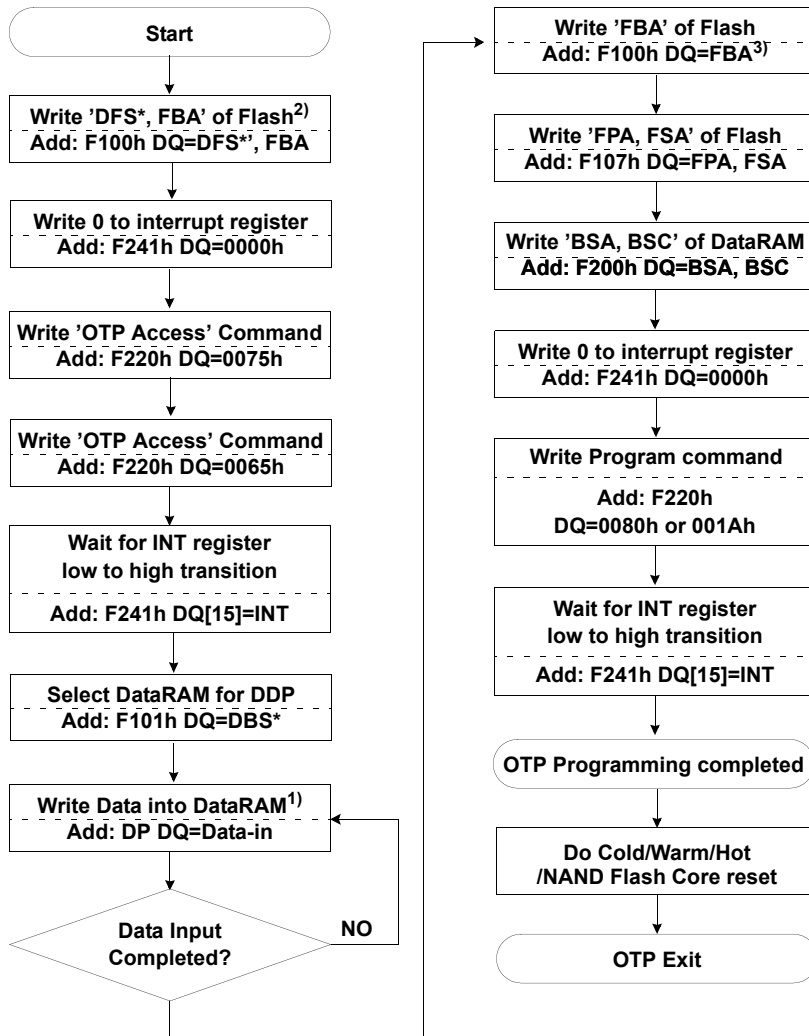 Start
Write ’DFS*, FBA’ of Flash2)
Add: F100h DQ=DFS*’, FBA
Write 0 to interrupt register
Add: F241h DQ=0000h
Write ’OTP Access’ Command
Add: F220h DQ=0075h
Write ’OTP Access’ Command
Add: F220h DQ=0065h
Wait for INT register
low to high transition
Add: F241h DQ[15]=INT
Select DataRAM for DDP
Add: F101h DQ=DBS*
Write Data into DataRAM1)
Add: DP DQ=Data-in
Data Input
Completed?
NO
Write ’FBA’ of Flash
Add: F100h DQ=FBA3)
Write ’FPA, FSA’ of Flash
Add: F107h DQ=FPA, FSA
Write ’BSA, BSC’ of DataRAM
Add: F200h DQ=BSA, BSC
Write 0 to interrupt register
Add: F241h DQ=0000h
Write Program command
Add: F220h
DQ=0080h or 001Ah
Wait for INT register
low to high transition
Add: F241h DQ[15]=INT
OTP Programming completed
Do Cold/Warm/Hot
/NAND Flash Core reset
OTP Exit